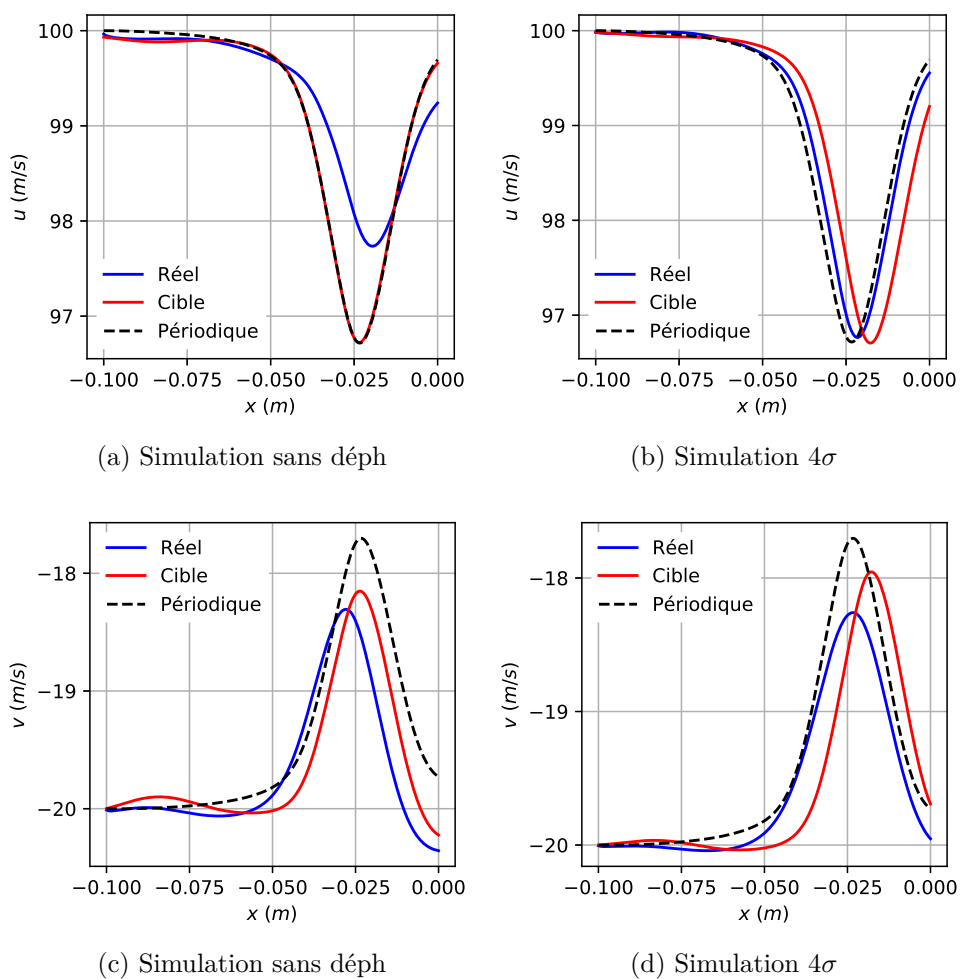 100
99
98
97
u (m/s)
Réel
Cible
Périodique
−0.100 −0.075 −0.050 −0.025 0.000
x (m)
(a) Simulation sans déph
100
99
98
97
u (m/s)
Réel
Cible
Périodique
−0.100 −0.075 −0.050 −0.025 0.000
x (m)
(b) Simulation 4σ
−18
−19
−20
v (m/s)
Réel
Cible
Périodique
−0.100 −0.075 −0.050 −0.025 0.000
x (m)
(c) Simulation sans déph
−18
−19
−20
v (m/s)
Réel
Cible
Périodique
−0.100 −0.075 −0.050 −0.025 0.000
x (m)
(d) Simulation 4σ